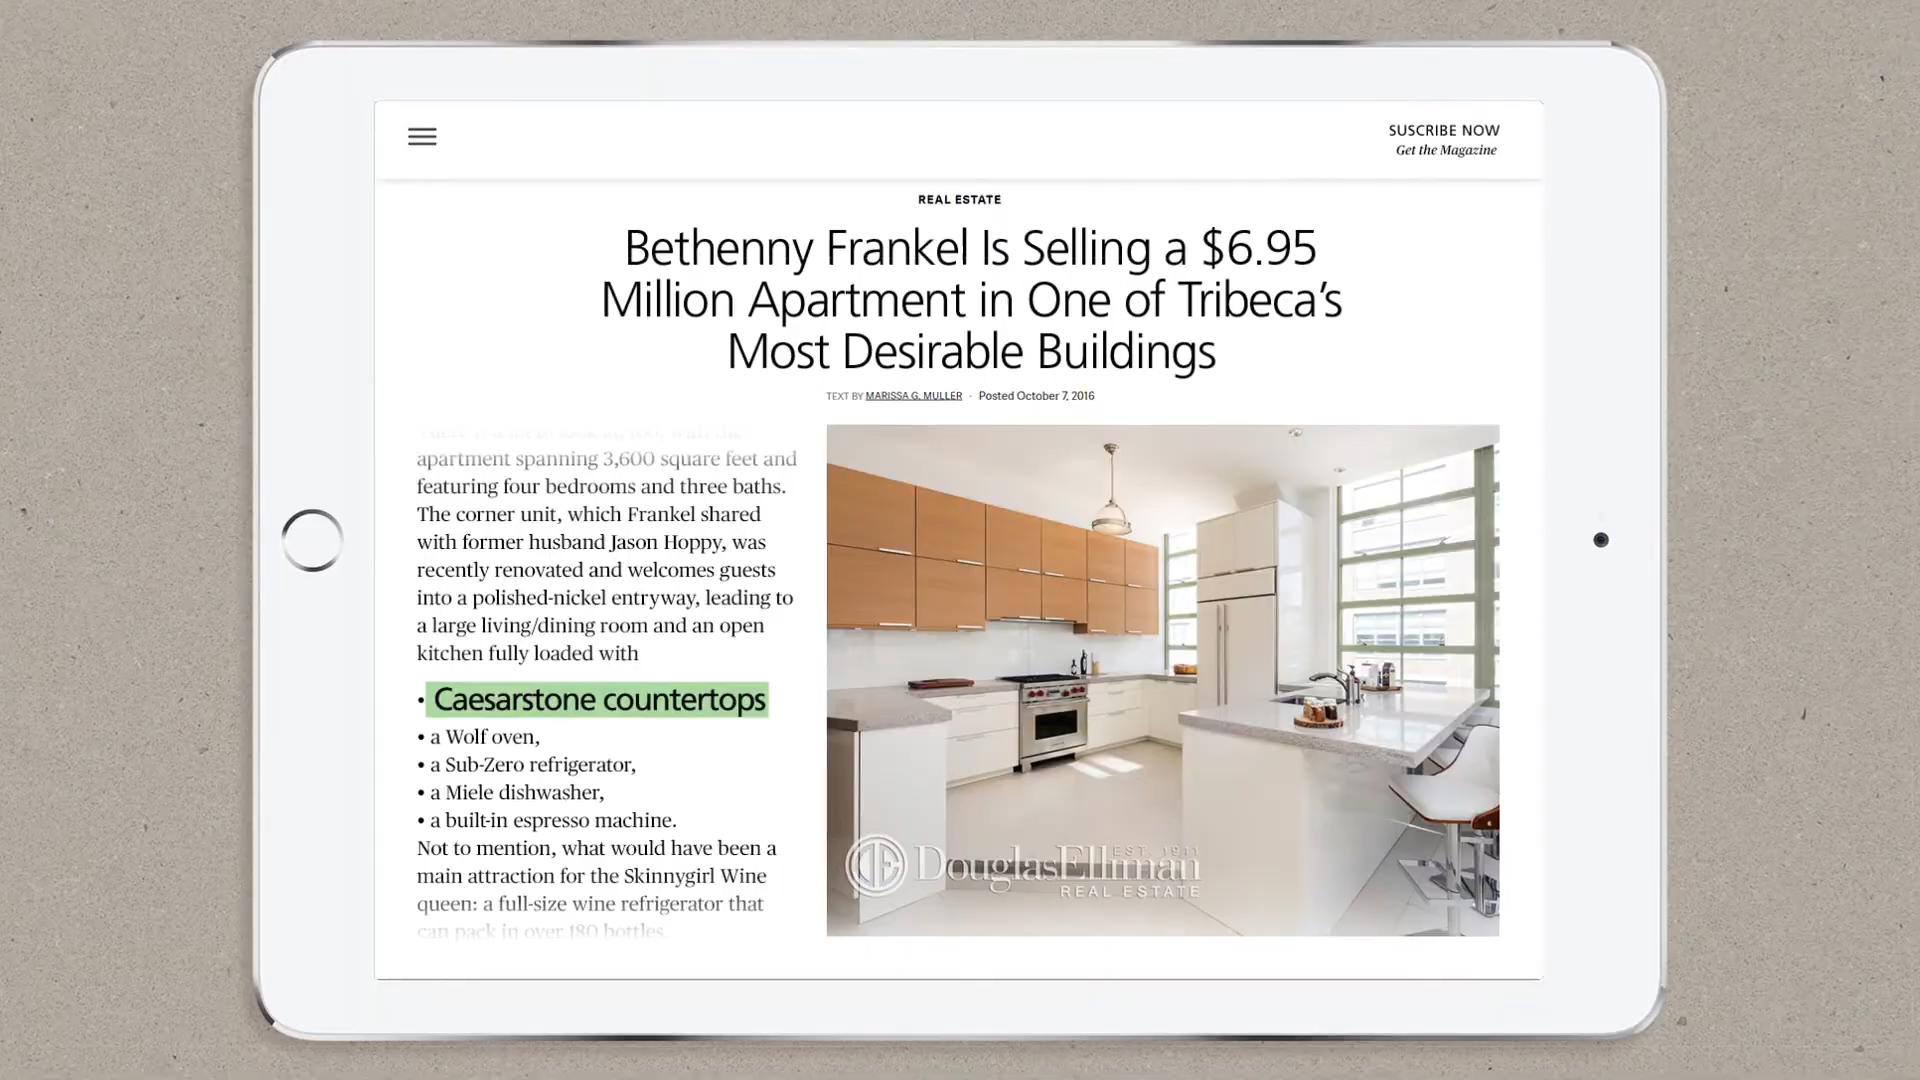 SUSCRIBE NOW
Get the Magazine
REAL ESTATE
Bethenny Frankel Is Selling a $6.95
Million Apartment in One of Tribeca's
Most Desirable Buildings
TEXT BY MARISSA G. MULLER · Posted October 7, 2016
apartment spanning 3,600 square feet and
featuring four bedrooms and three baths.
The corner unit, which Frankel shared
with former husband Jason Hoppy, was
recently renovated and welcomes guests
into a polished-nickel entryway, leading to
a large living/dining room and an open
kitchen fully loaded with
• Caesarstone countertops
• a Wolf oven,
• a Sub-Zero refrigerator,
• a Miele dishwasher,
• a built-in espresso machine.
Not to mention, what would have been a
main attraction for the Skinnygirl Wine
queen: a full-size wine refrigerator that
can pack in over 180 bottles.
DE
EST. 1911
DouglasElliman
REAL ESTATE